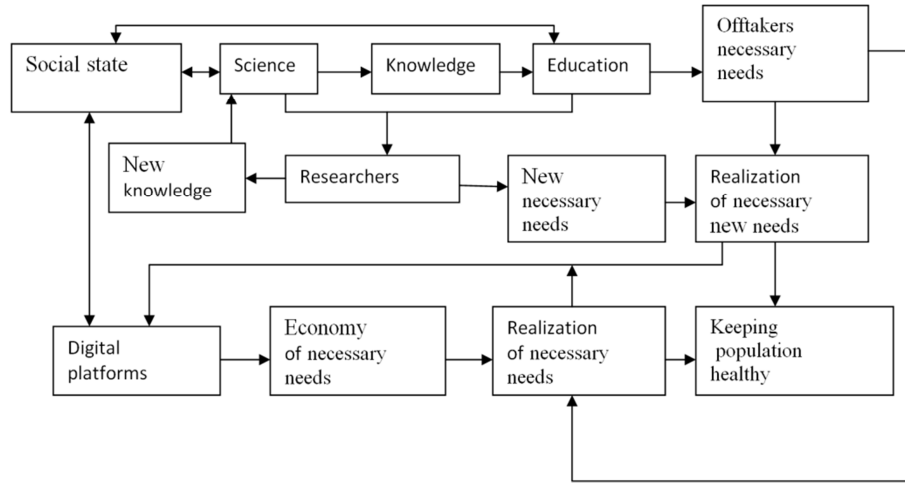 Offtakers
necessary
needs
Social state
Science
Knowledge
Education
New
knowledge
Researchers
New
necessary
needs
Realization
of necessary
new needs
Digital
platforms
Economy
of necessary
needs
Realization
of necessary
needs
Keeping
population
healthy